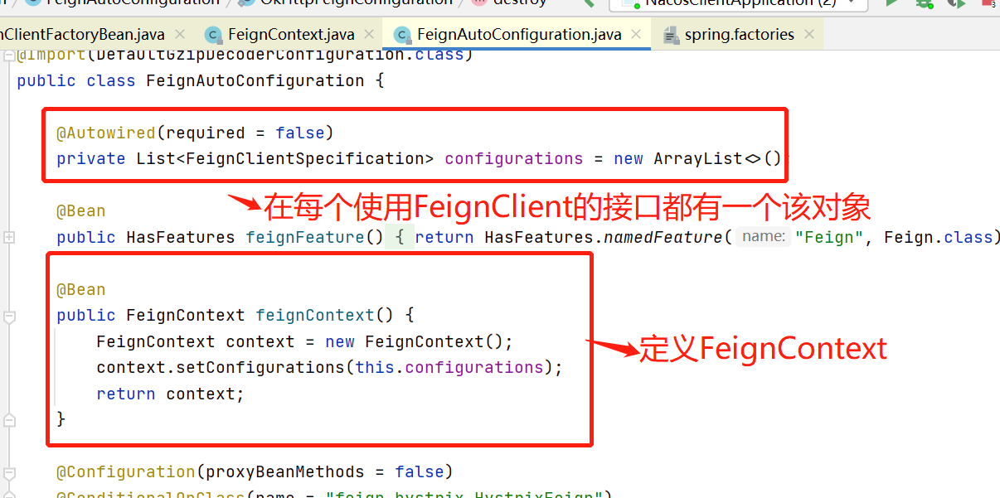 FeignAutoConfiguration / OkHttpFeignConfiguration / destroy NacosClientApplication (2)
nClientFactoryBean.java FeignContext.java FeignAutoConfiguration.java spring.factories
@Import(DefaultGzipDecoderConfiguration.class)
public class FeignAutoConfiguration {
@Autowired(required = false)
private List<FeignClientSpecification> configurations = new ArrayList<>();
在每个使用FeignClient的接口都有一个该对象
@Bean
public HasFeatures feignFeature() { return HasFeatures.namedFeature( name: "Feign", Feign.class)
@Bean
public FeignContext feignContext() {
FeignContext context = new FeignContext();
context.setConfigurations(this.configurations);
return context;
}
定义FeignContext
@Configuration(proxyBeanMethods = false)
@ConditionalOnClass(name = "feign.hystrix.HystrixFeign")